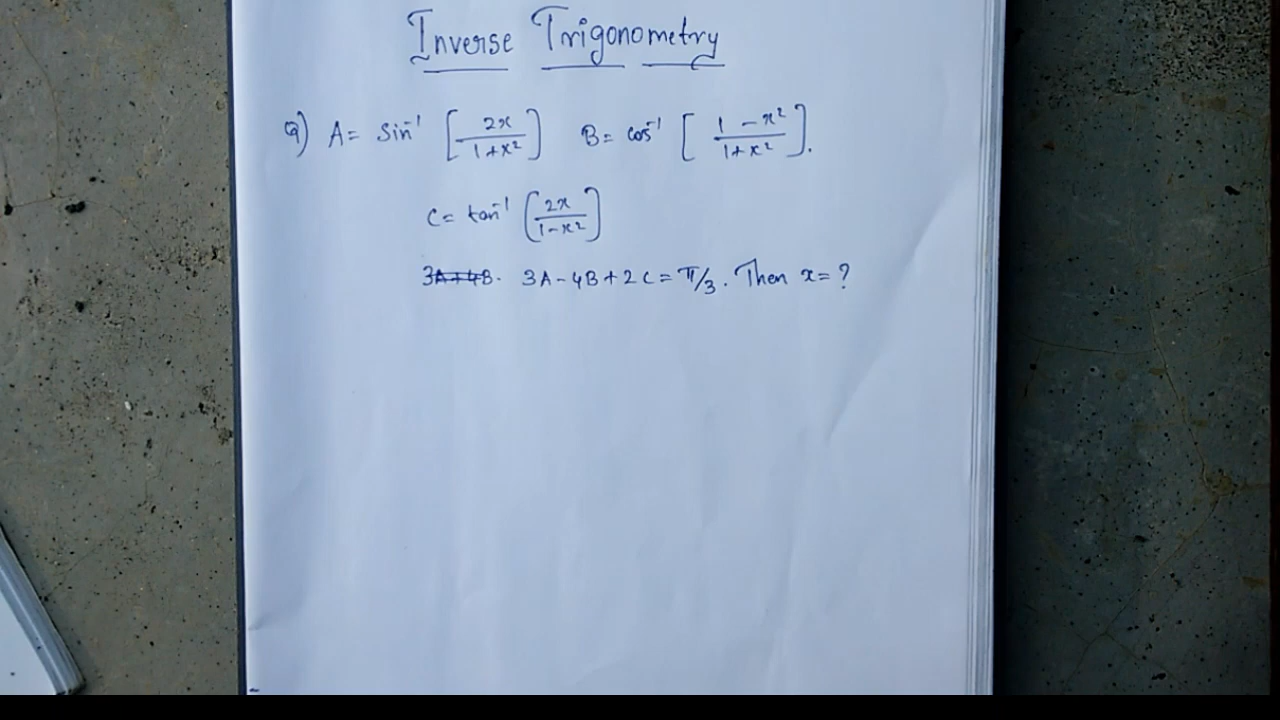 Inverse Trigonometry
Q) A = sin⁻¹ [2x/(1+x²)] B = cos⁻¹ [(1-x²)/(1+x²)].
C = tan⁻¹ (2x/(1-x²))
3A+4B. 3A-4B+2C = π/3. Then x = ?